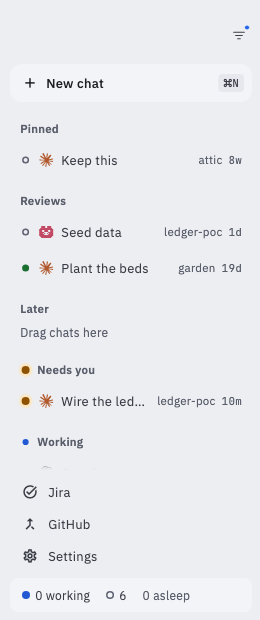 New chat ⌘N
Pinned
Keep this attic 8w
Reviews
Seed data ledger-poc 1d
Plant the beds garden 19d
Later
Drag chats here
Needs you
Wire the led... ledger-poc 10m
Working
Jira
GitHub
Settings
0 working 6 0 asleep